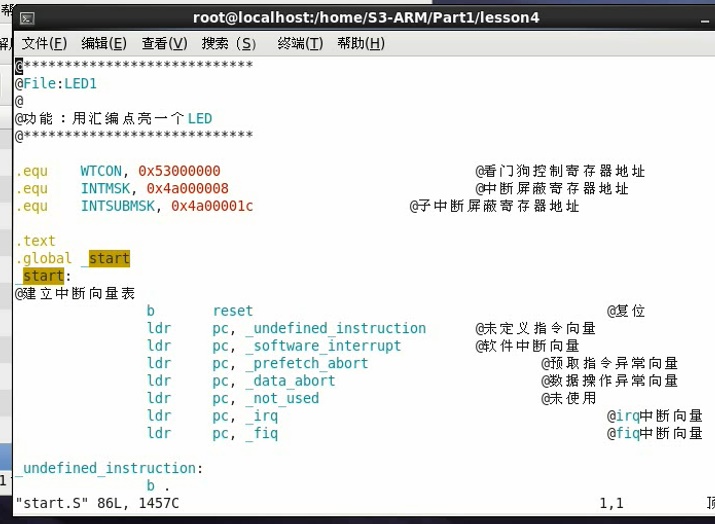 root@localhost:/home/S3-ARM/Part1/lesson4
文件(F) 编辑(E) 查看(V) 搜索 (S) 终端(T) 帮助(H)
@****************************
@File:LED1
@
@功能：用汇编点亮一个LED
@****************************
.equ WTCON, 0x53000000 @看门狗控制寄存器地址
.equ INTMSK, 0x4a000008 @中断屏蔽寄存器地址
.equ INTSUBMSK, 0x4a00001c @子中断屏蔽寄存器地址
.text
.global _start
_start:
@建立中断向量表
b reset @复位
ldr pc, _undefined_instruction @未定义指令向量
ldr pc, _software_interrupt @软件中断向量
ldr pc, _prefetch_abort @预取指令异常向量
ldr pc, _data_abort @数据操作异常向量
ldr pc, _not_used @未使用
ldr pc, _irq @irq中断向量
ldr pc, _fiq @fiq中断向量
_undefined_instruction:
b .
"start.S" 86L, 1457C 1,1 顶